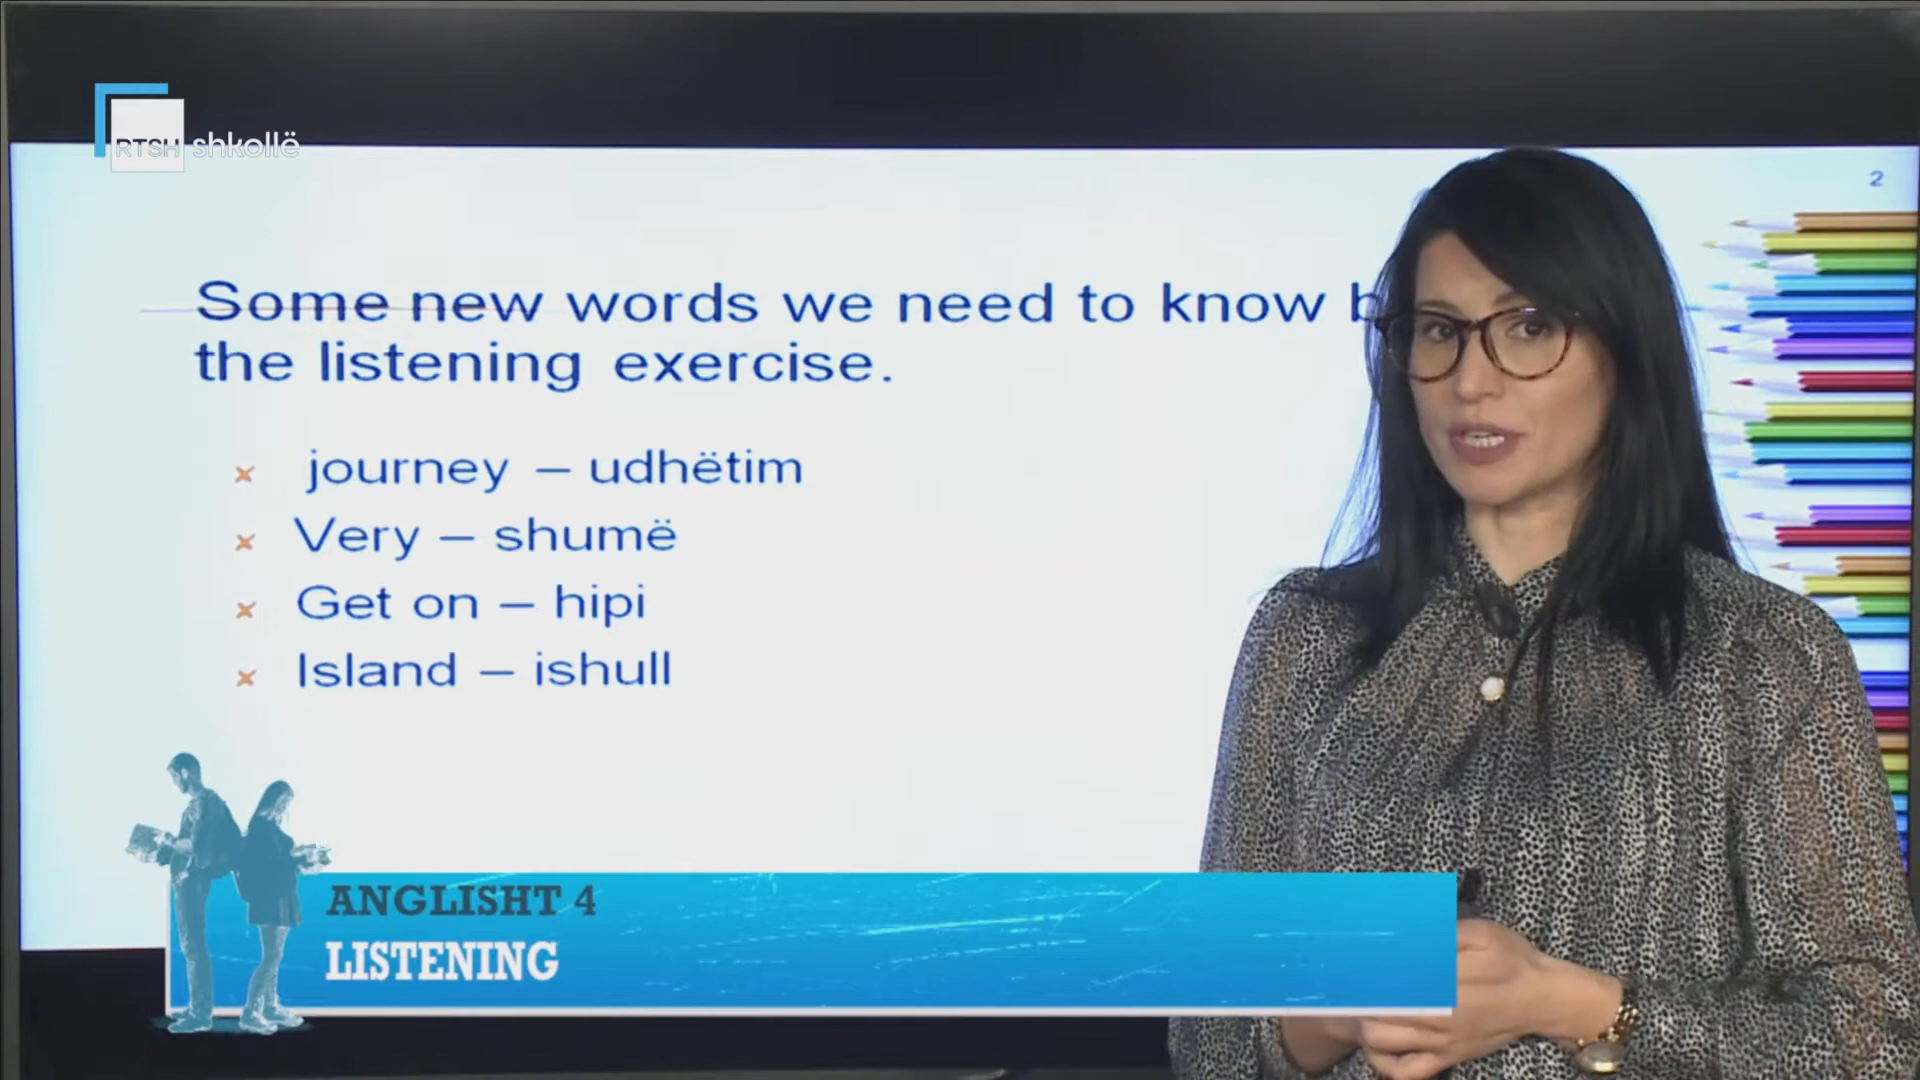 RTSH shkollë
2
Some new words we need to know
the listening exercise.
journey – udhëtim
Very – shumë
Get on – hipi
Island – ishull
ANGLISHT 4
LISTENING